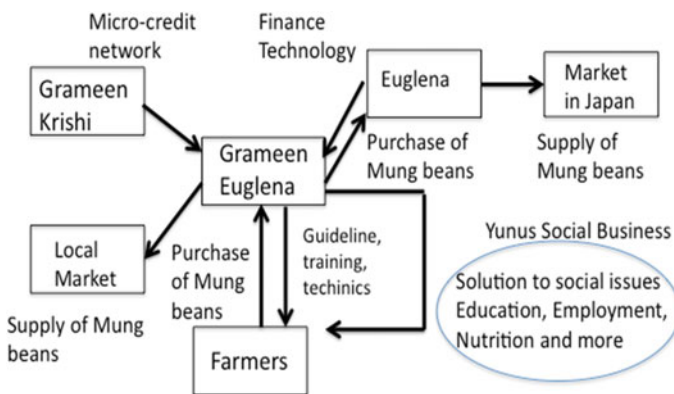 Micro-credit
network
Finance
Technology
Grameen
Krishi
Euglena
Market
in Japan
Grameen
Euglena
Purchase of
Mung beans
Supply of
Mung beans
Local
Market
Purchase
of Mung
beans
Guideline,
training,
techinics
Yunus Social Business
Solution to social issues
Education, Employment,
Nutrition and more
Supply of Mung
beans
Farmers